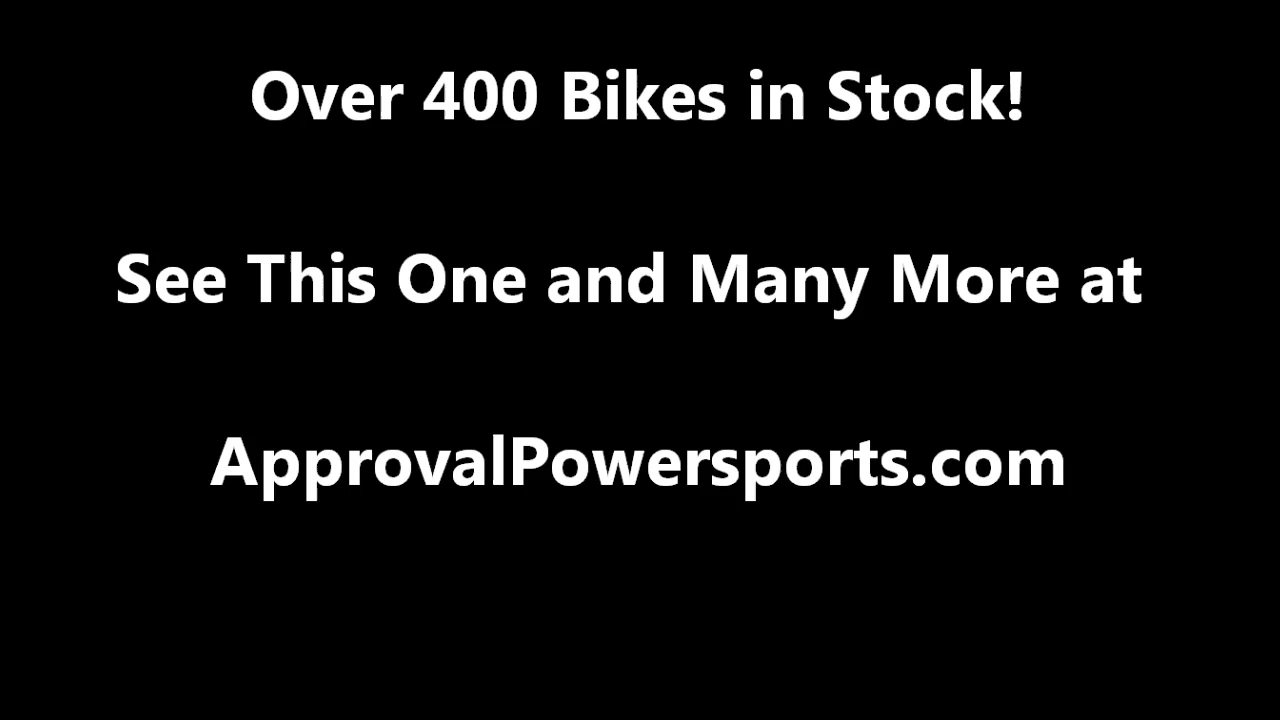 Over 400 Bikes in Stock!
See This One and Many More at
ApprovalPowersports.com